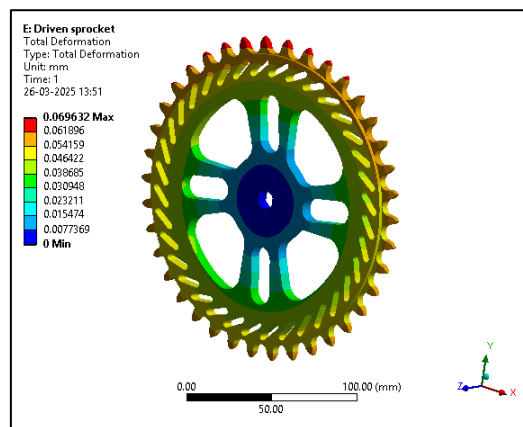 E: Driven sprocket
Total Deformation
Type: Total Deformation
Unit: mm
Time: 1
26-03-2025 13:51
0.069632 Max
0.061896
0.054159
0.046422
0.038685
0.030948
0.023211
0.015474
0.0077369
0 Min
0.00
100.00 (mm)
50.00
Y
Z
X